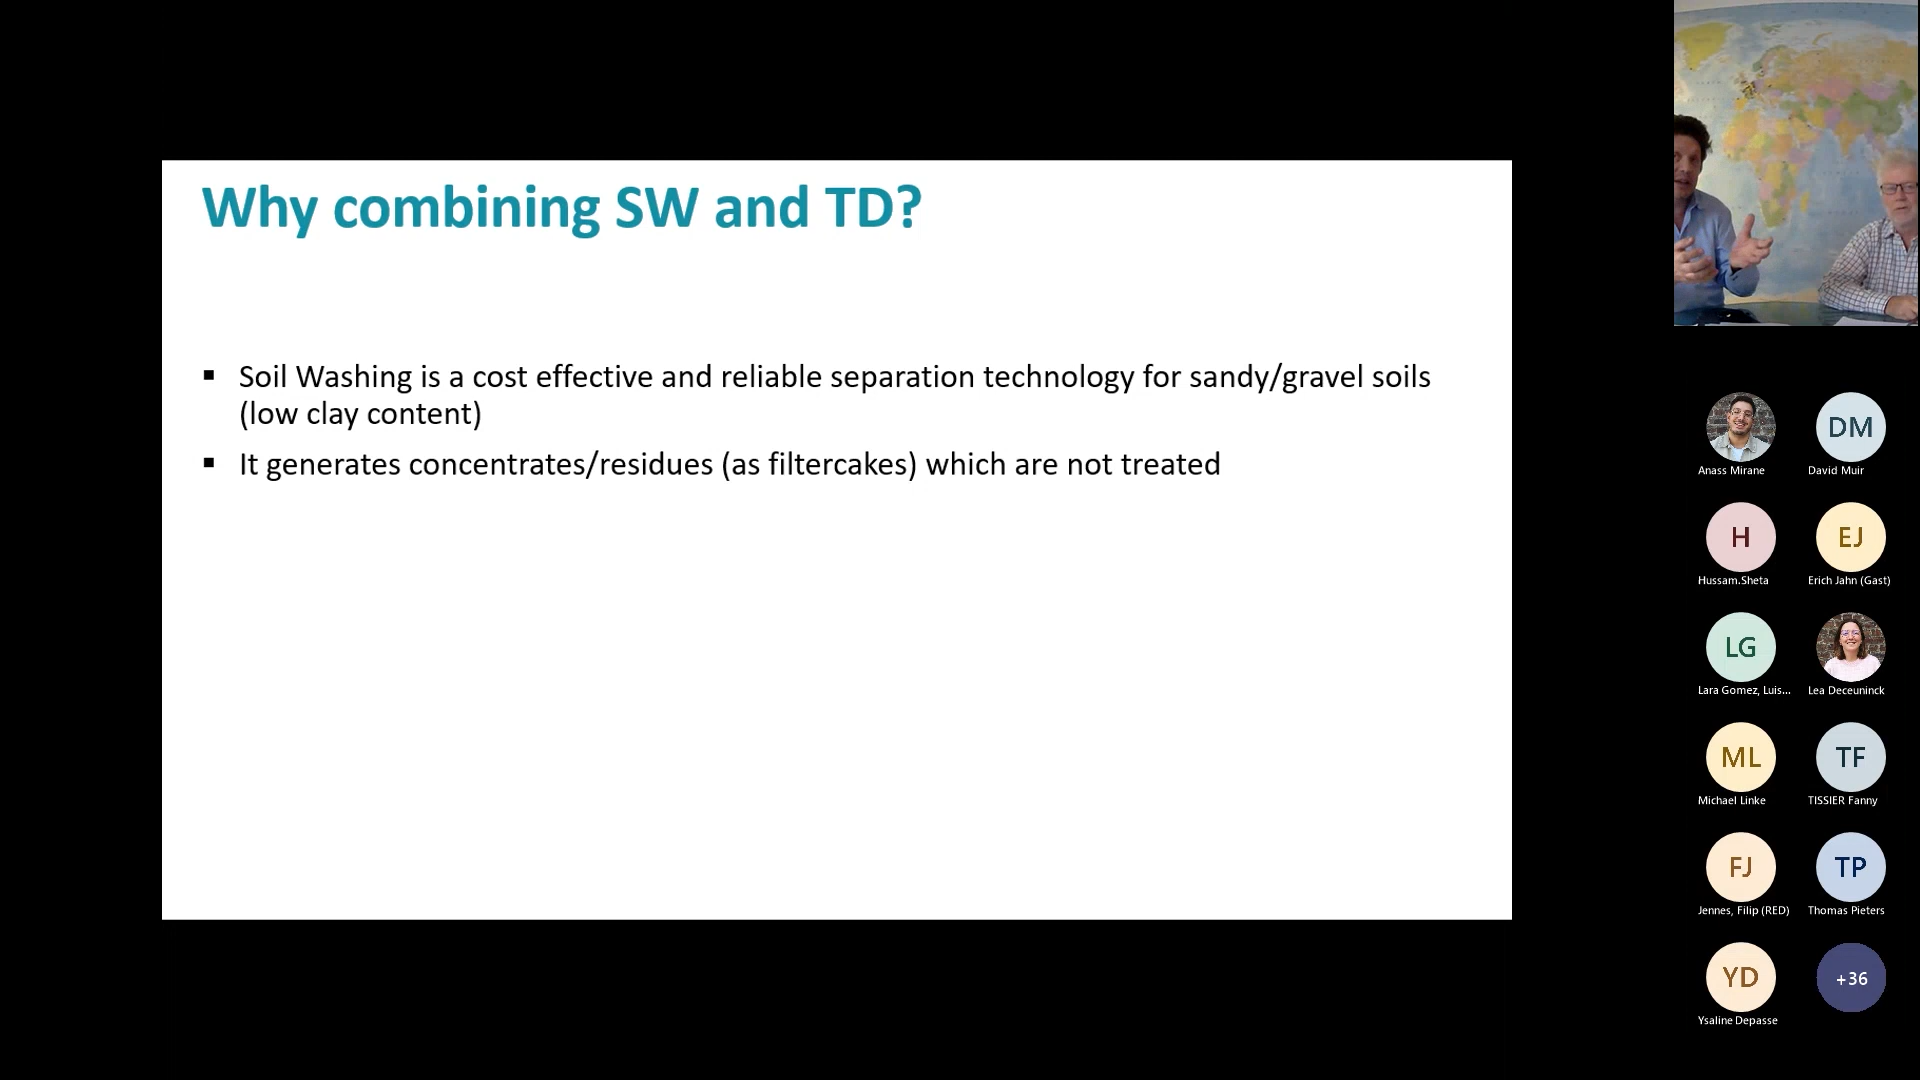 Why combining SW and TD?
▪ Soil Washing is a cost effective and reliable separation technology for sandy/gravel soils
(low clay content)
▪ It generates concentrates/residues (as filtercakes) which are not treated
Anass Mirane
DM
David Muir
H
Hussam.Sheta
EJ
Erich Jahn (Gast)
LG
Lara Gomez, Luis...
Lea Deceuninck
ML
Michael Linke
TF
TISSIER Fanny
FJ
Jennes, Filip (RED)
TP
Thomas Pieters
YD
Ysaline Depasse
+36